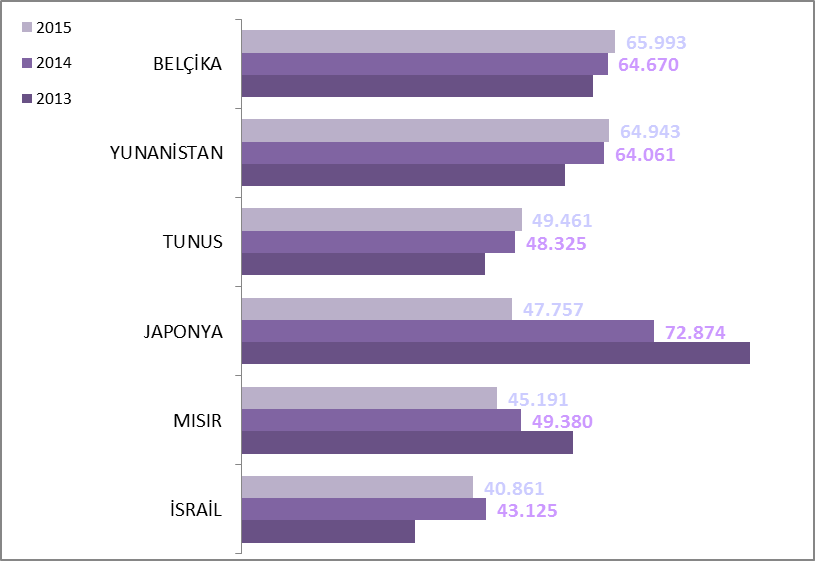 2015
2014
2013
BELÇİKA
65.993
64.670
YUNANİSTAN
64.943
64.061
TUNUS
49.461
48.325
JAPONYA
47.757
72.874
MISIR
45.191
49.380
İSRAİL
40.861
43.125